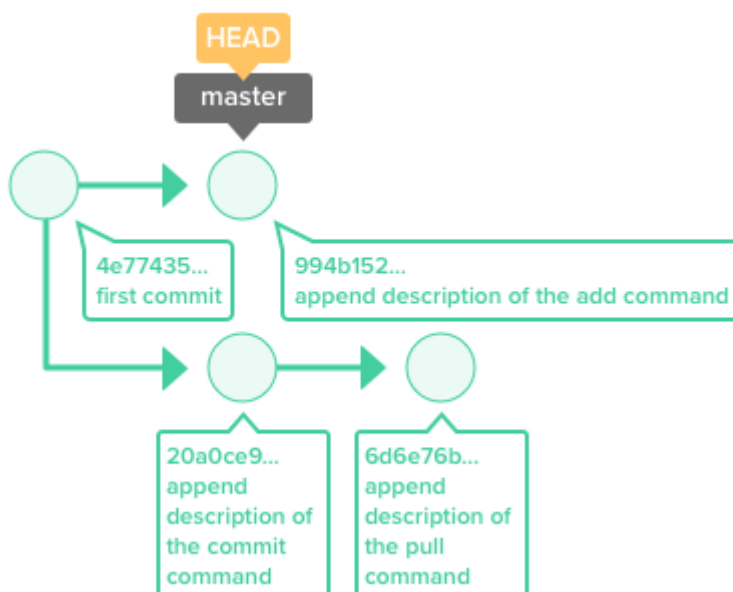 HEAD
master
4e77435...
first commit
994b152...
append description of the add command
20a0ce9...
append
description of
the commit
command
6d6e76b...
append
description of
the pull
command